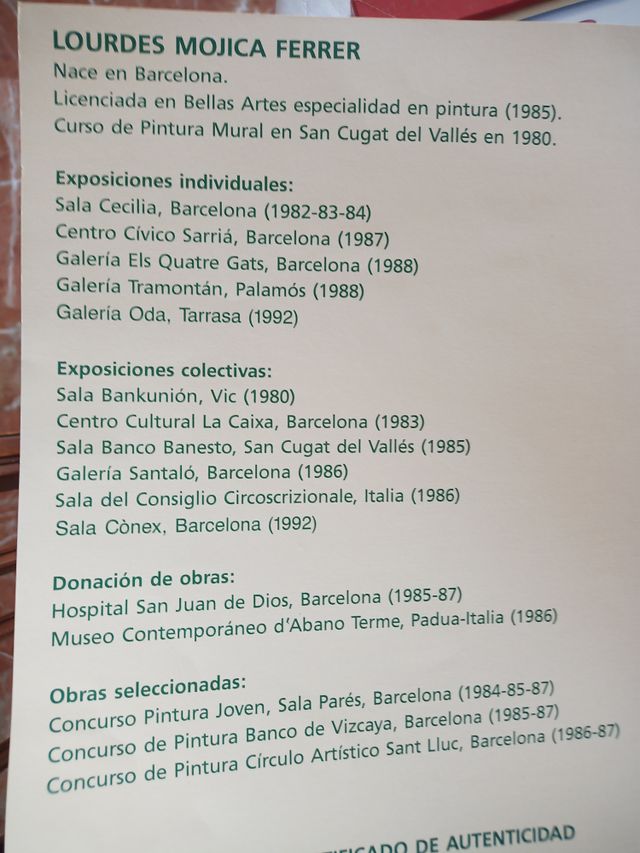 LOURDES MOJICA FERRER
Nace en Barcelona.
Licenciada en Bellas Artes especialidad en pintura (1985).
Curso de Pintura Mural en San Cugat del Vallés en 1980.
Exposiciones individuales:
Sala Cecilia, Barcelona (1982-83-84)
Centro Cívico Sarriá, Barcelona (1987)
Galería Els Quatre Gats, Barcelona (1988)
Galería Tramontán, Palamós (1988)
Galería Oda, Tarrasa (1992)
Exposiciones colectivas:
Sala Bankunión, Vic (1980)
Centro Cultural La Caixa, Barcelona (1983)
Sala Banco Banesto, San Cugat del Vallés (1985)
Galería Santaló, Barcelona (1986)
Sala del Consiglio Circoscrizionale, Italia (1986)
Sala Cònex, Barcelona (1992)
Donación de obras:
Hospital San Juan de Dios, Barcelona (1985-87)
Museo Contemporáneo d'Abano Terme, Padua-Italia (1986)
Obras seleccionadas:
Concurso Pintura Joven, Sala Parés, Barcelona (1984-85-87)
Concurso de Pintura Banco de Vizcaya, Barcelona (1985-87)
Concurso de Pintura Círculo Artístico Sant Lluc, Barcelona (1986-87)
DE AUTENTICIDAD